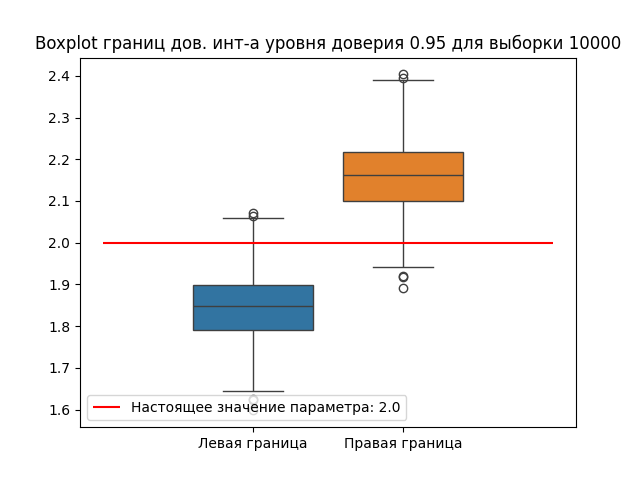 Boxplot границ дов. инт-а уровня доверия 0.95 для выборки 10000
2.4
2.3
2.2
2.1
2.0
1.9
1.8
1.7
1.6
Настоящее значение параметра: 2.0
Левая граница
Правая граница